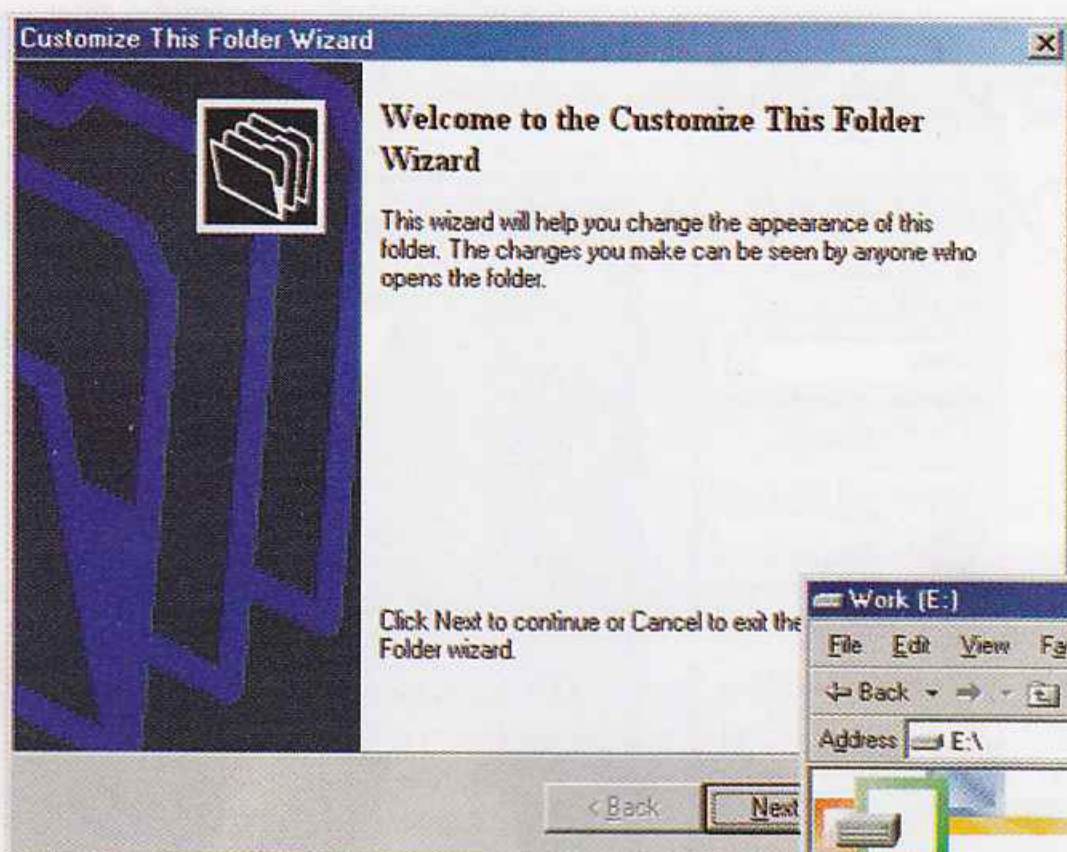 Customize This Folder Wizard
Welcome to the Customize This Folder
Wizard
This wizard will help you change the appearance of this
folder. The changes you make can be seen by anyone who
opens the folder.
Click Next to continue or Cancel to exit the
Folder wizard.
< Back
Next
Work (E:)
File Edit View Fa
Back
Address E:\